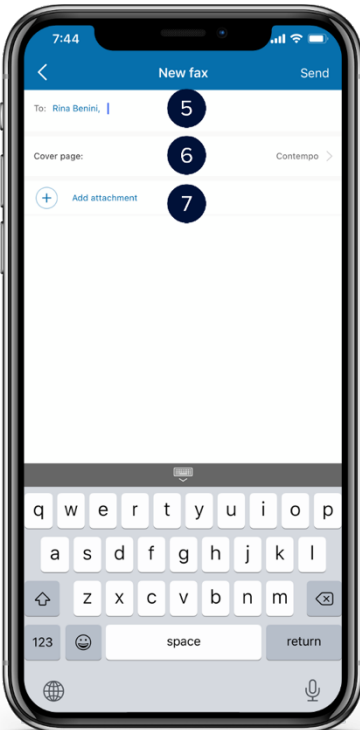 7:44
New fax
Send
To: Rina Benini,
5
Cover page:
6
Contempo
Add attachment
7
q w e r t y u i o p
a s d f g h j k l
z x c v b n m
123
space
return